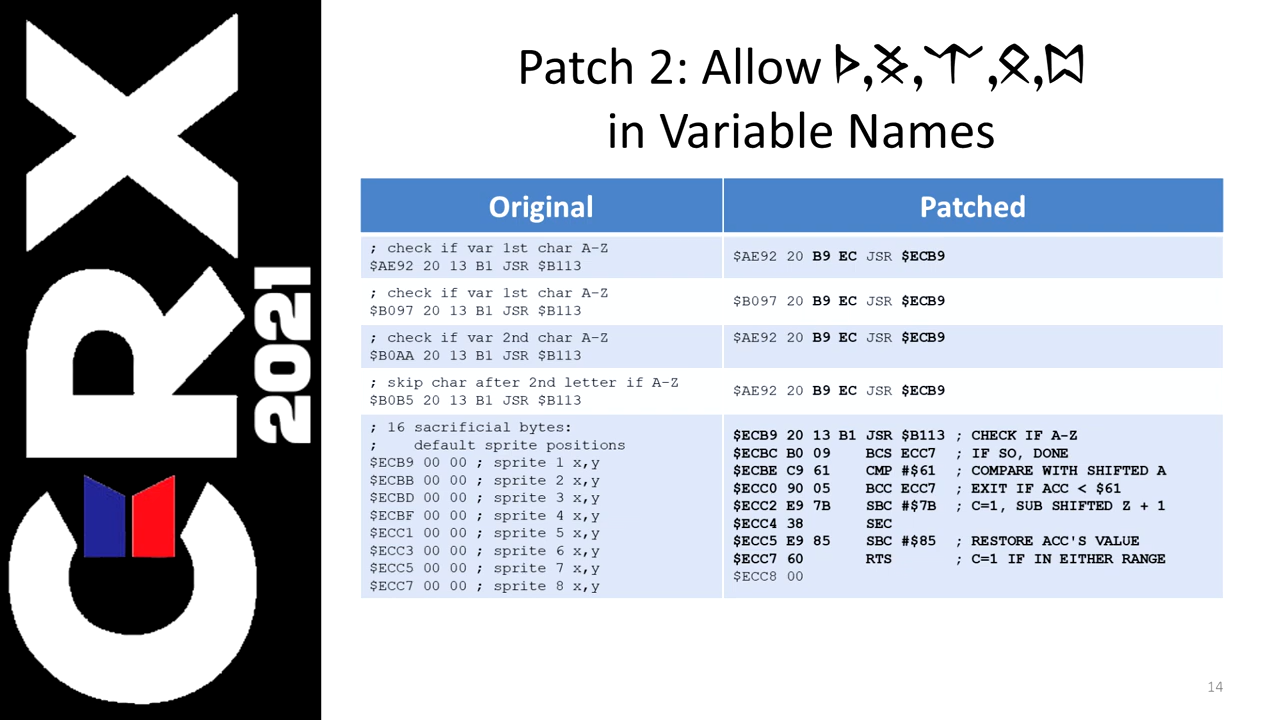 CRX
2021
Patch 2: Allow ᚦ,ᛝ,ᛠ,ᛟ,ᛈ
in Variable Names
Original
Patched
; check if var 1st char A-Z
$AE92 20 13 B1 JSR $B113
$AE92 20 B9 EC JSR $ECB9
; check if var 1st char A-Z
$B097 20 13 B1 JSR $B113
$B097 20 B9 EC JSR $ECB9
; check if var 2nd char A-Z
$B0AA 20 13 B1 JSR $B113
$AE92 20 B9 EC JSR $ECB9
; skip char after 2nd letter if A-Z
$B0B5 20 13 B1 JSR $B113
$AE92 20 B9 EC JSR $ECB9
; 16 sacrificial bytes:
; default sprite positions
$ECB9 00 00 ; sprite 1 x,y
$ECBB 00 00 ; sprite 2 x,y
$ECBD 00 00 ; sprite 3 x,y
$ECBF 00 00 ; sprite 4 x,y
$ECC1 00 00 ; sprite 5 x,y
$ECC3 00 00 ; sprite 6 x,y
$ECC5 00 00 ; sprite 7 x,y
$ECC7 00 00 ; sprite 8 x,y
$ECB9 20 13 B1 JSR $B113 ; CHECK IF A-Z
$ECBC B0 09 BCS ECC7 ; IF SO, DONE
$ECBE C9 61 CMP #$61 ; COMPARE WITH SHIFTED A
$ECC0 90 05 BCC ECC7 ; EXIT IF ACC < $61
$ECC2 E9 7B SBC #$7B ; C=1, SUB SHIFTED Z + 1
$ECC4 38 SEC
$ECC5 E9 85 SBC #$85 ; RESTORE ACC'S VALUE
$ECC7 60 RTS ; C=1 IF IN EITHER RANGE
$ECC8 00
14